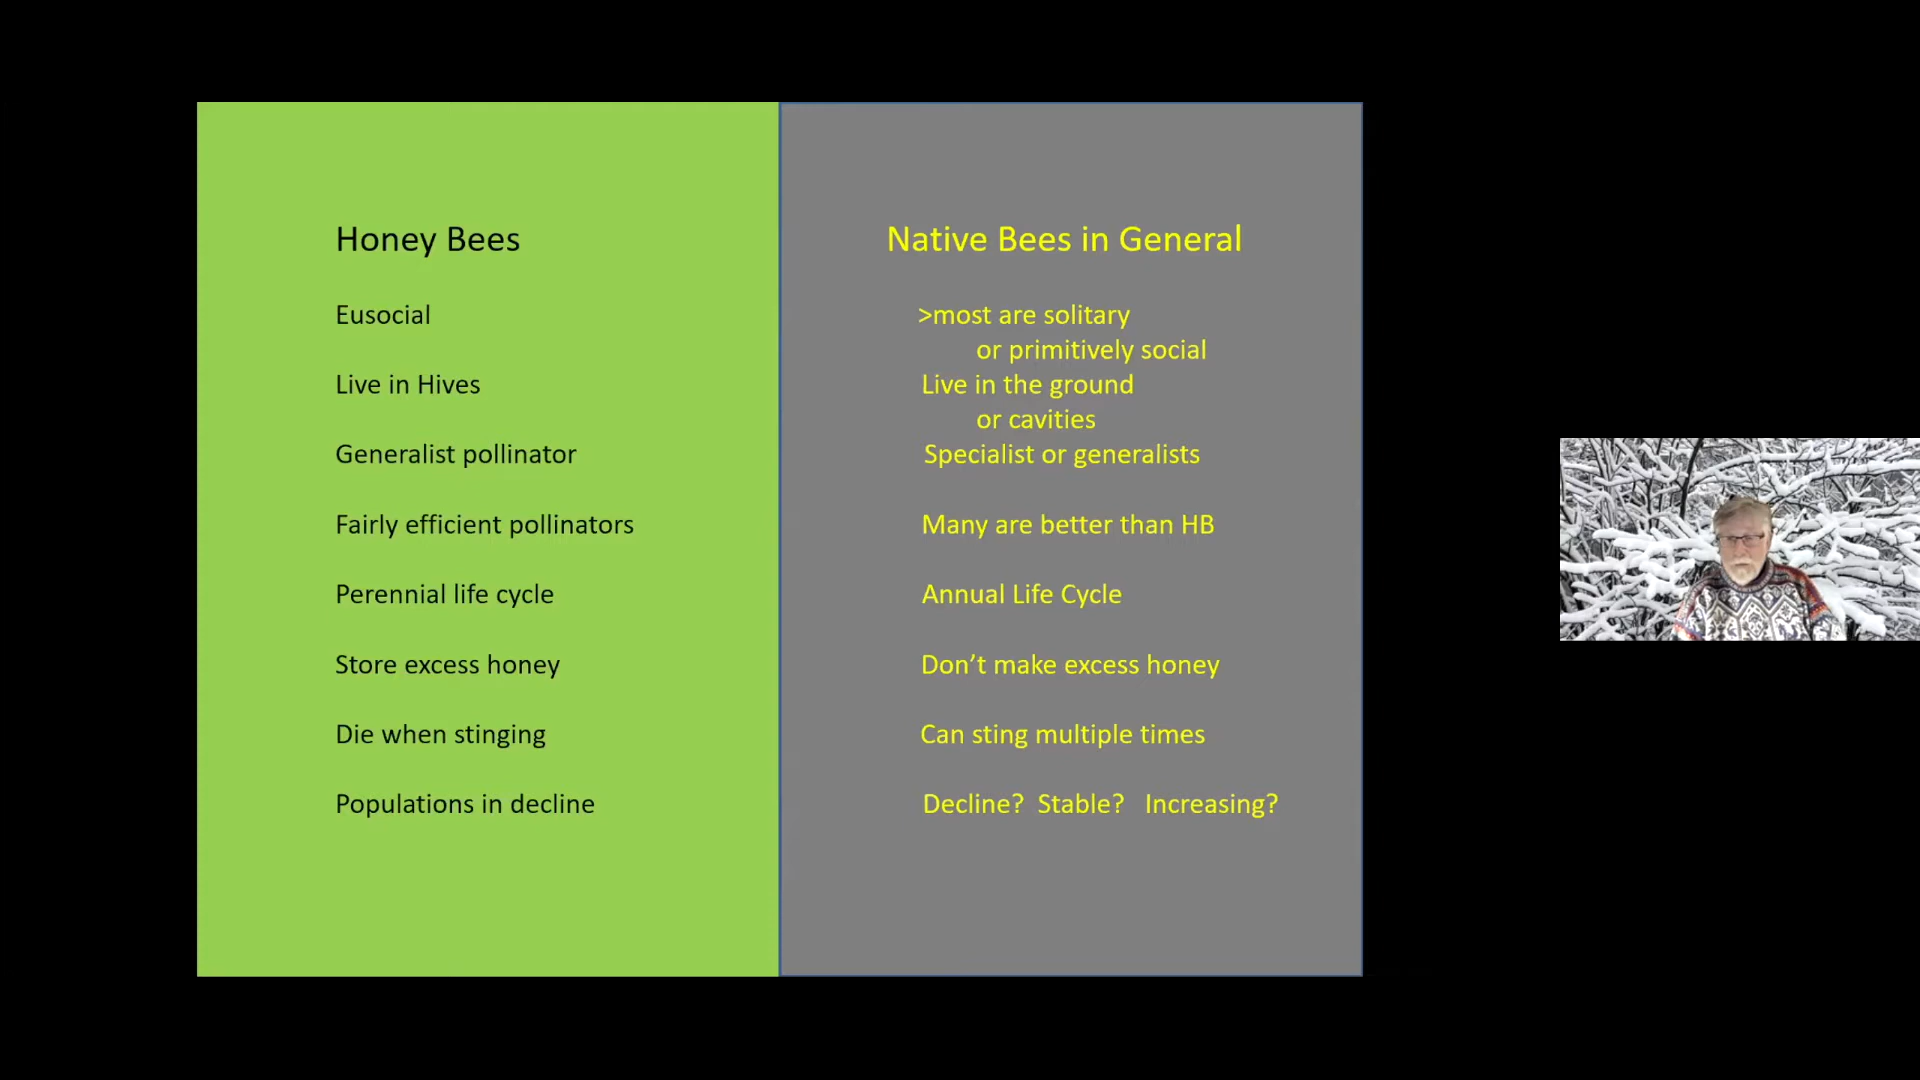 Honey Bees
Eusocial
Live in Hives
Generalist pollinator
Fairly efficient pollinators
Perennial life cycle
Store excess honey
Die when stinging
Populations in decline
Native Bees in General
>most are solitary
or primitively social
Live in the ground
or cavities
Specialist or generalists
Many are better than HB
Annual Life Cycle
Don’t make excess honey
Can sting multiple times
Decline? Stable? Increasing?